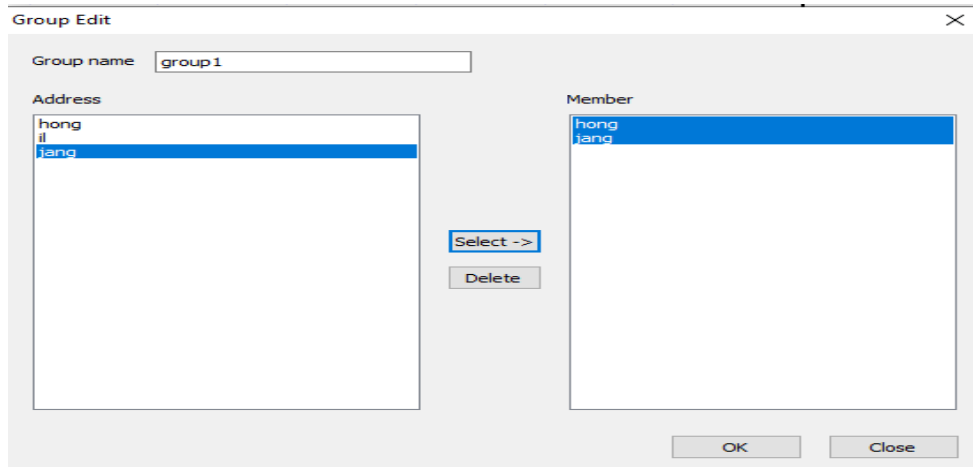 Group Edit
Group name group1
Address
Member
hong
il
jang
hong
jang
Select ->
Delete
OK Close